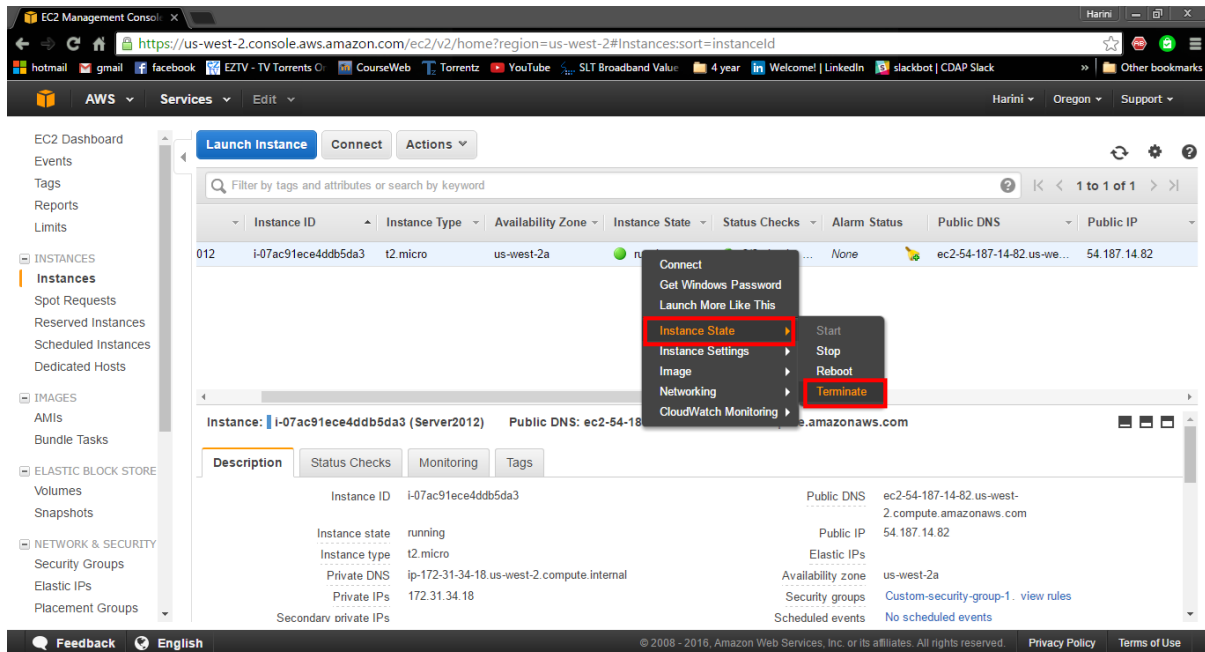 EC2 Management Console
Harini
https://us-west-2.console.aws.amazon.com/ec2/v2/home?region=us-west-2#Instances:sort=instanceId
hotmail gmail facebook EZTV - TV Torrents O CourseWeb Torrentz YouTube SLT Broadband Value 4 year Welcome! | LinkedIn slackbot | CDAP Slack » Other bookmarks
AWS Services Edit Harini Oregon Support
EC2 Dashboard
Events
Tags
Reports
Limits
INSTANCES
Instances
Spot Requests
Reserved Instances
Scheduled Instances
Dedicated Hosts
IMAGES
AMIs
Bundle Tasks
ELASTIC BLOCK STORE
Volumes
Snapshots
NETWORK & SECURITY
Security Groups
Elastic IPs
Placement Groups
Launch Instance Connect Actions
Filter by tags and attributes or search by keyword
1 to 1 of 1
Instance ID Instance Type Availability Zone Instance State Status Checks Alarm Status Public DNS Public IP
012 i-07ac91ece4ddb5da3 t2.micro us-west-2a ... None ec2-54-187-14-82.us-we... 54.187.14.82
Connect
Get Windows Password
Launch More Like This
Instance State
Instance Settings
Image
Networking
CloudWatch Monitoring
Start
Stop
Reboot
Terminate
Instance: i-07ac91ece4ddb5da3 (Server2012) Public DNS: ec2-54-18 e.amazonaws.com
Description Status Checks Monitoring Tags
Instance ID i-07ac91ece4ddb5da3
Instance state running
Instance type t2.micro
Private DNS ip-172-31-34-18.us-west-2.compute.internal
Private IPs 172.31.34.18
Secondary private IPs
Public DNS ec2-54-187-14-82.us-west-
2.compute.amazonaws.com
Public IP 54.187.14.82
Elastic IPs
Availability zone us-west-2a
Security groups Custom-security-group-1. view rules
Scheduled events No scheduled events
Feedback English © 2008 - 2016, Amazon Web Services, Inc. or its affiliates. All rights reserved. Privacy Policy Terms of Use